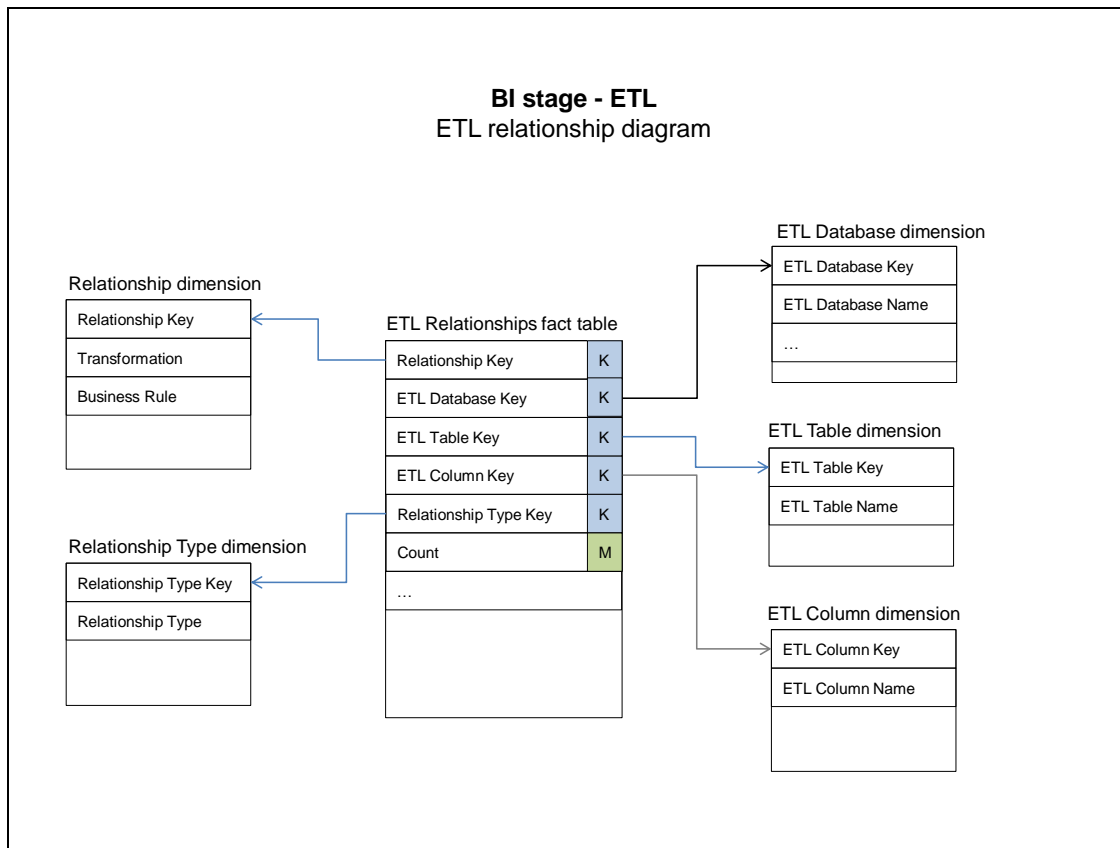 BI stage - ETL
ETL relationship diagram
Relationship dimension
Relationship Key
Transformation
Business Rule
Relationship Type dimension
Relationship Type Key
Relationship Type
ETL Relationships fact table
Relationship Key K
ETL Database Key K
ETL Table Key K
ETL Column Key K
Relationship Type Key K
Count M
…
ETL Database dimension
ETL Database Key
ETL Database Name
…
ETL Table dimension
ETL Table Key
ETL Table Name
ETL Column dimension
ETL Column Key
ETL Column Name